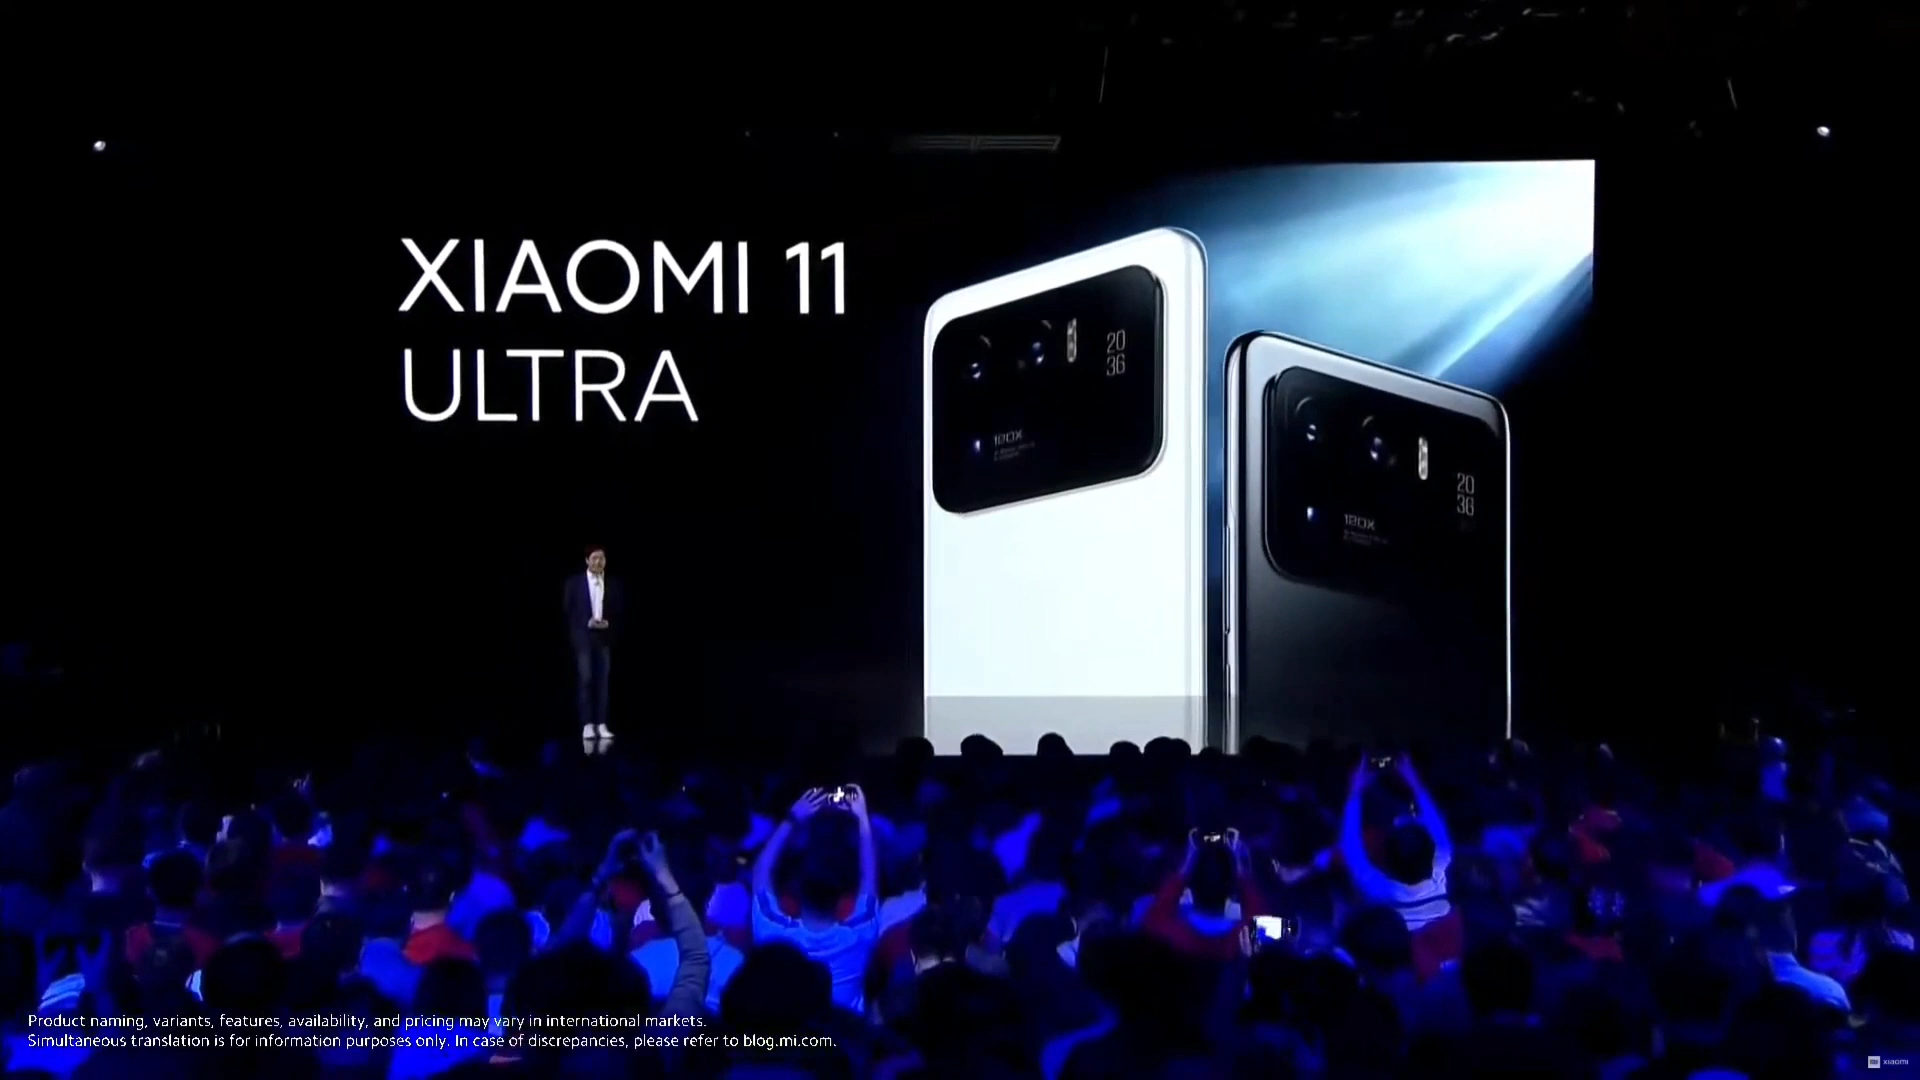 XIAOMI 11
ULTRA
20
36
120X
20
36
120X
Product naming, variants, features, availability, and pricing may vary in international markets.
Simultaneous translation is for information purposes only. In case of discrepancies, please refer to blog.mi.com.
xiaomi